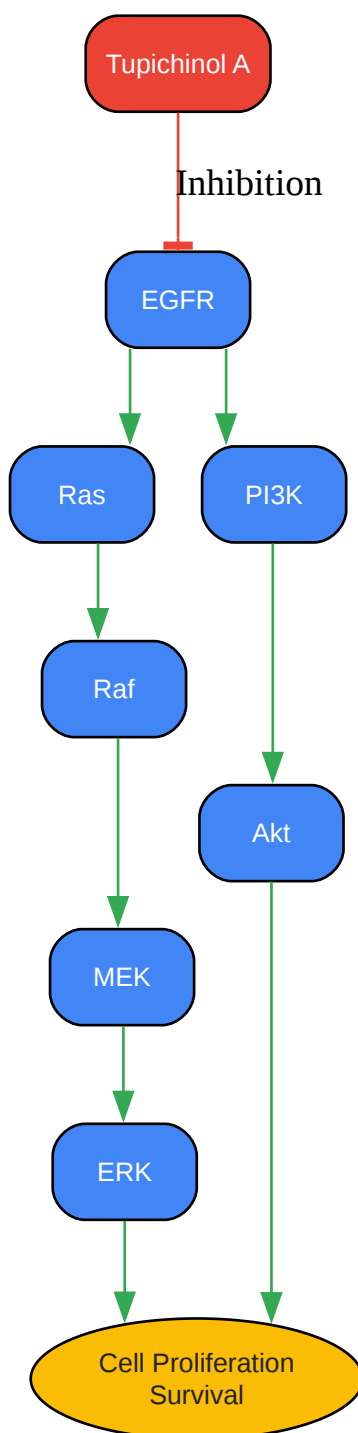 Tupichinol A
Inhibition
EGFR
Ras
PI3K
Raf
Akt
MEK
ERK
Cell Proliferation
Survival